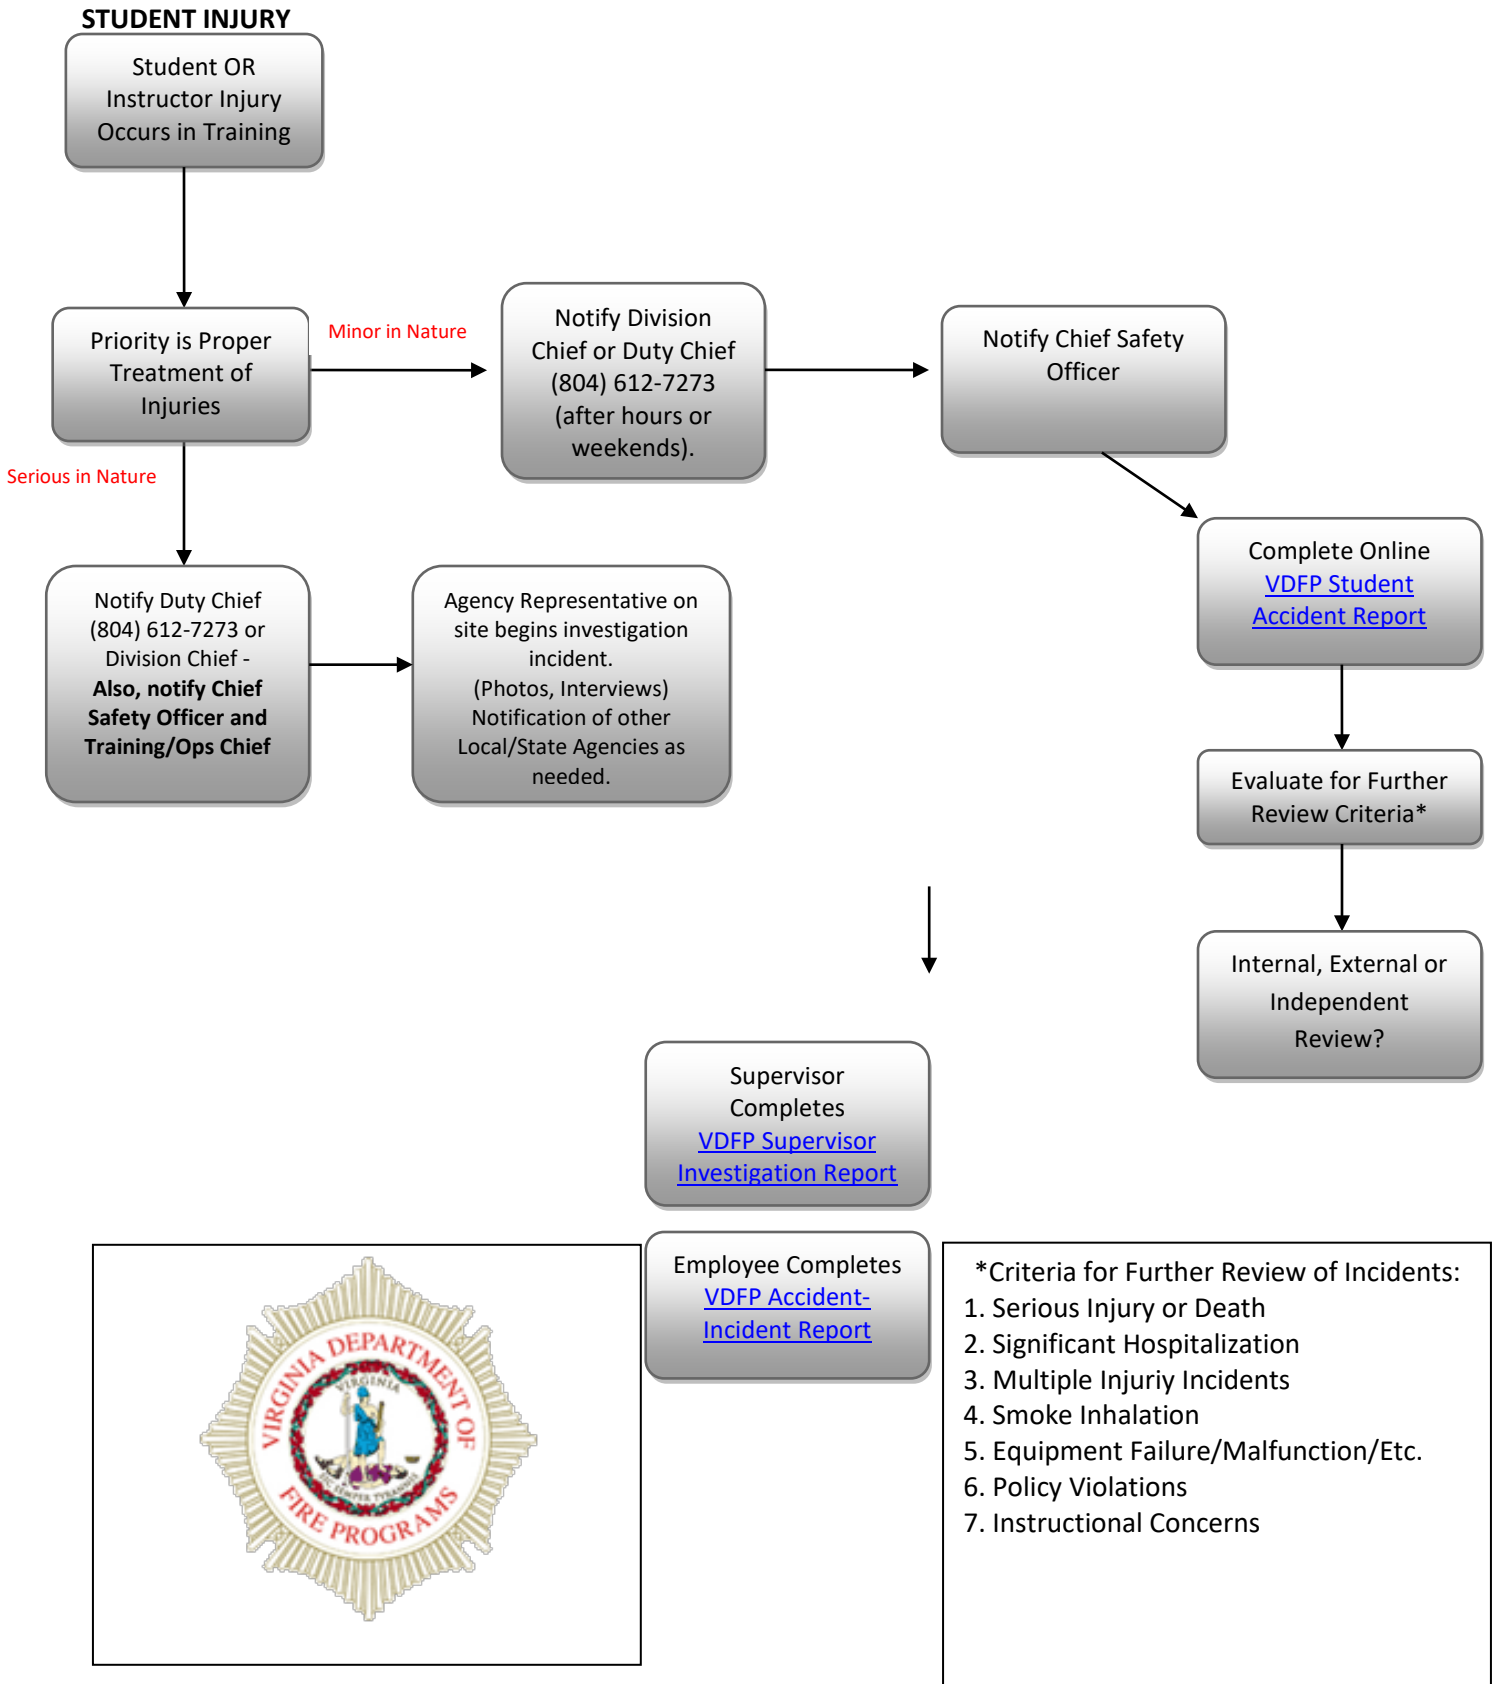 STUDENT INJURY
Student OR
Instructor Injury
Occurs in Training
Priority is Proper
Treatment of
Injuries
Minor in Nature
Notify Division
Chief or Duty Chief
(804) 612-7273
(after hours or
weekends).
Notify Chief Safety
Officer
Serious in Nature
Notify Duty Chief
(804) 612-7273 or
Division Chief -
Also, notify Chief
Safety Officer and
Training/Ops Chief
Agency Representative on
site begins investigation
incident.
(Photos, Interviews)
Notification of other
Local/State Agencies as
needed.
Complete Online
VDFP Student
Accident Report
Evaluate for Further
Review Criteria*
Internal, External or
Independent
Review?
Supervisor
Completes
VDFP Supervisor
Investigation Report
Employee Completes
VDFP Accident-
Incident Report
VIRGINIA DEPARTMENT OF
FIRE PROGRAMS
VIRGINIA
SIC SEMPER TYRANNIS
*Criteria for Further Review of Incidents:
1. Serious Injury or Death
2. Significant Hospitalization
3. Multiple Injuriy Incidents
4. Smoke Inhalation
5. Equipment Failure/Malfunction/Etc.
6. Policy Violations
7. Instructional Concerns